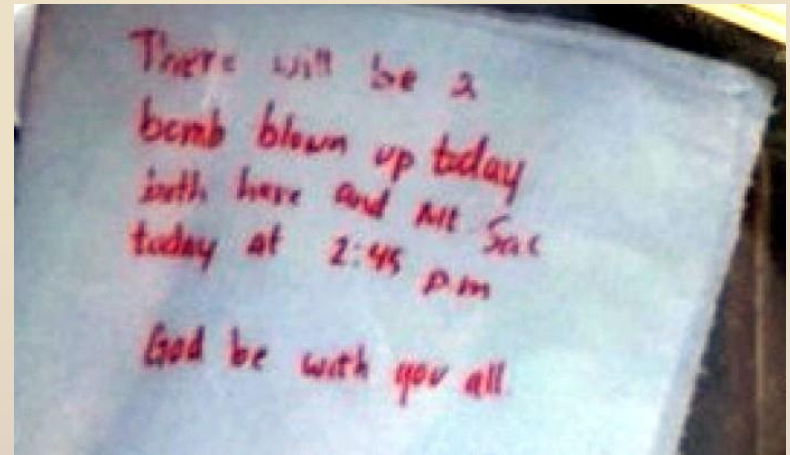 There will be a
bomb blown up today
both here and Mt Sac
today at 2:45 p.m
God be with you all.